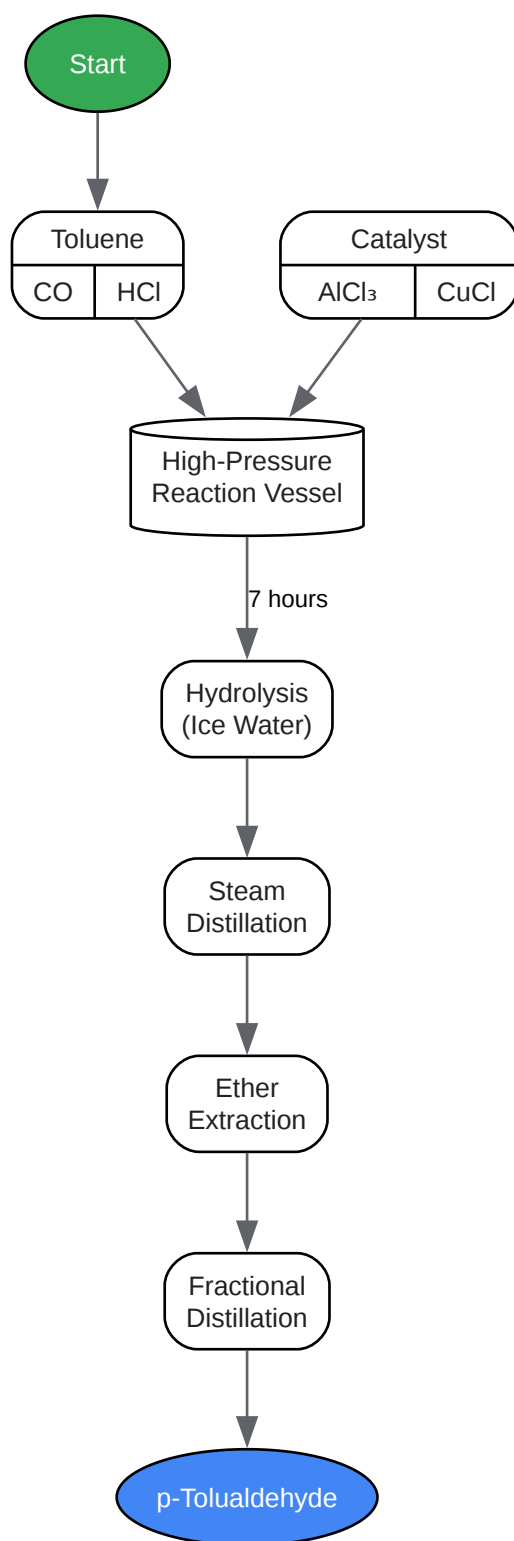 Start
Toluene
CO
HCl
Catalyst
AlCl₃
CuCl
High-Pressure
Reaction Vessel
7 hours
Hydrolysis
(Ice Water)
Steam
Distillation
Ether
Extraction
Fractional
Distillation
p-Tolualdehyde